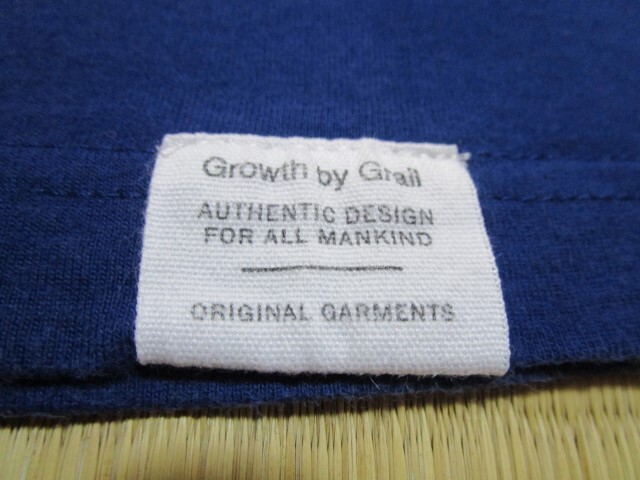 Growth by Grail
AUTHENTIC DESIGN
FOR ALL MANKIND
ORIGINAL GARMENTS